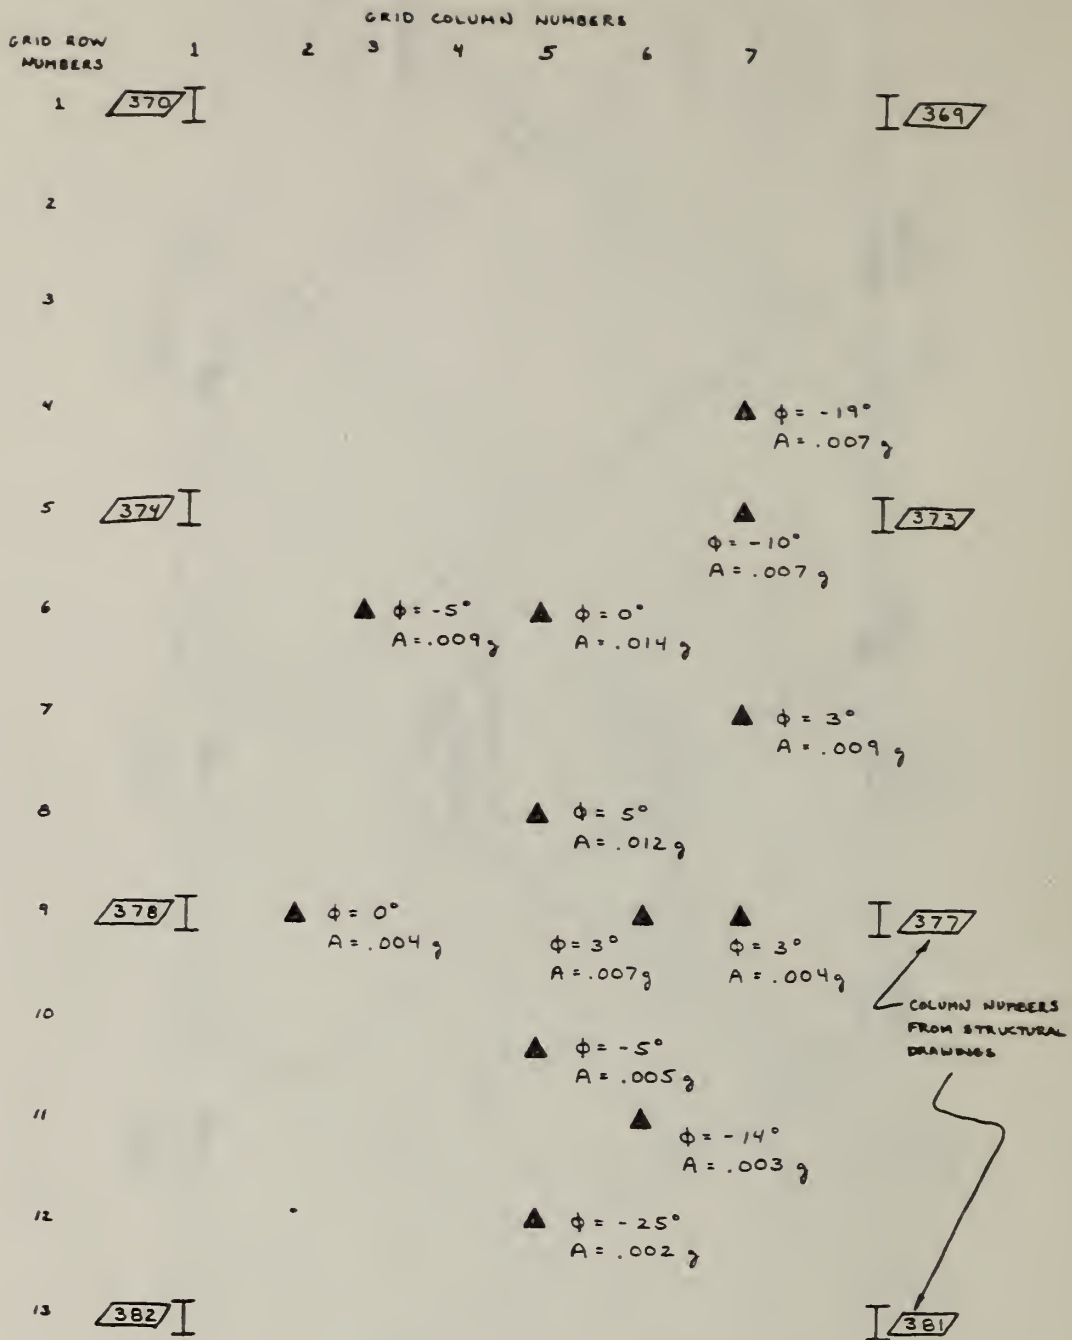 GRID COLUMN NUMBERS
GRID ROW
NUMBERS
1 2 3 4 5 6 7
1 370 369
2
3
4 ϕ = -19°
A = .007 g
5 374 373
ϕ = -10°
A = .007 g
6 ϕ = -5° ϕ = 0°
A = .009 g A = .014 g
7 ϕ = 3°
A = .009 g
8 ϕ = 5°
A = .012 g
9 378 ϕ = 0° 377
A = .004 g
ϕ = 3° ϕ = 3°
A = .007 g A = .004 g
COLUMN NUMBERS
FROM STRUCTURAL
DRAWINGS
10
ϕ = -5°
A = .005 g
11
ϕ = -14°
A = .003 g
12 ϕ = -25°
A = .002 g
13 382 381